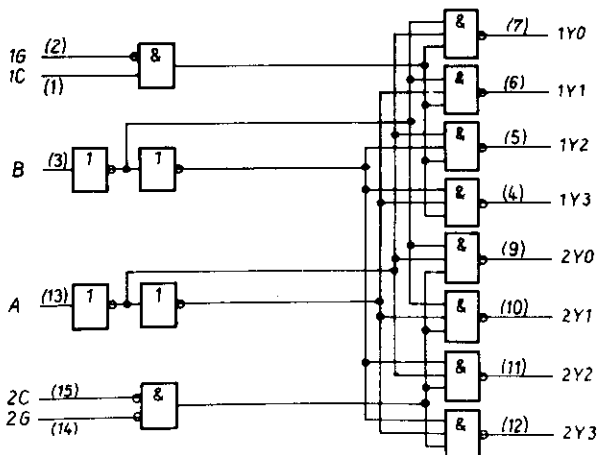 & (7) 1Y0
1G (2) &
1C (1)
& (6) 1Y1
& (5) 1Y2
B (3) 1 1
& (4) 1Y3
& (9) 2Y0
A (13) 1 1
& (10) 2Y1
& (11) 2Y2
2C (15) &
2G (14)
& (12) 2Y3